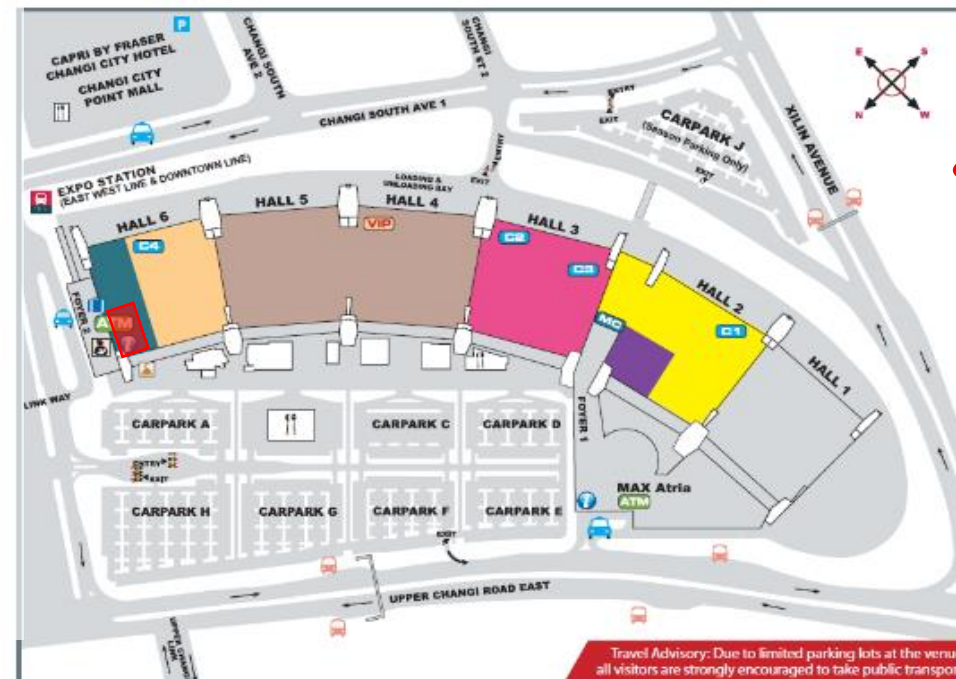 P
CAPRI BY FRASER
CHANGI CITY HOTEL
CHANGI CITY
POINT MALL
CHANGI SOUTH
AVE 2
CHANGI
SOUTH ST 2
CHANGI SOUTH AVE 1
ENTRY
EXIT
CARPARK J
(Season Parking Only)
EXIT
XILIN AVENUE
E
S
N
W
EXPO STATION
(EAST WEST LINE & DOWNTOWN LINE)
LOADING &
UNLOADING BAY
EXIT
ENTRY
HALL 6
HALL 5
HALL 4
HALL 3
HALL 2
HALL 1
C4
VIP
C2
C3
MC
C1
FOYER 2
ATM
LINK WAY
CARPARK A
CARPARK C
CARPARK D
FOYER 1
ENTRY
EXIT
CARPARK H
CARPARK G
CARPARK F
CARPARK E
MAX Atria
ATM
EXIT
UPPER CHANGI ROAD EAST
UPPER CHANGI
LINK
Travel Advisory: Due to limited parking lots at the venue
all visitors are strongly encouraged to take public transpor